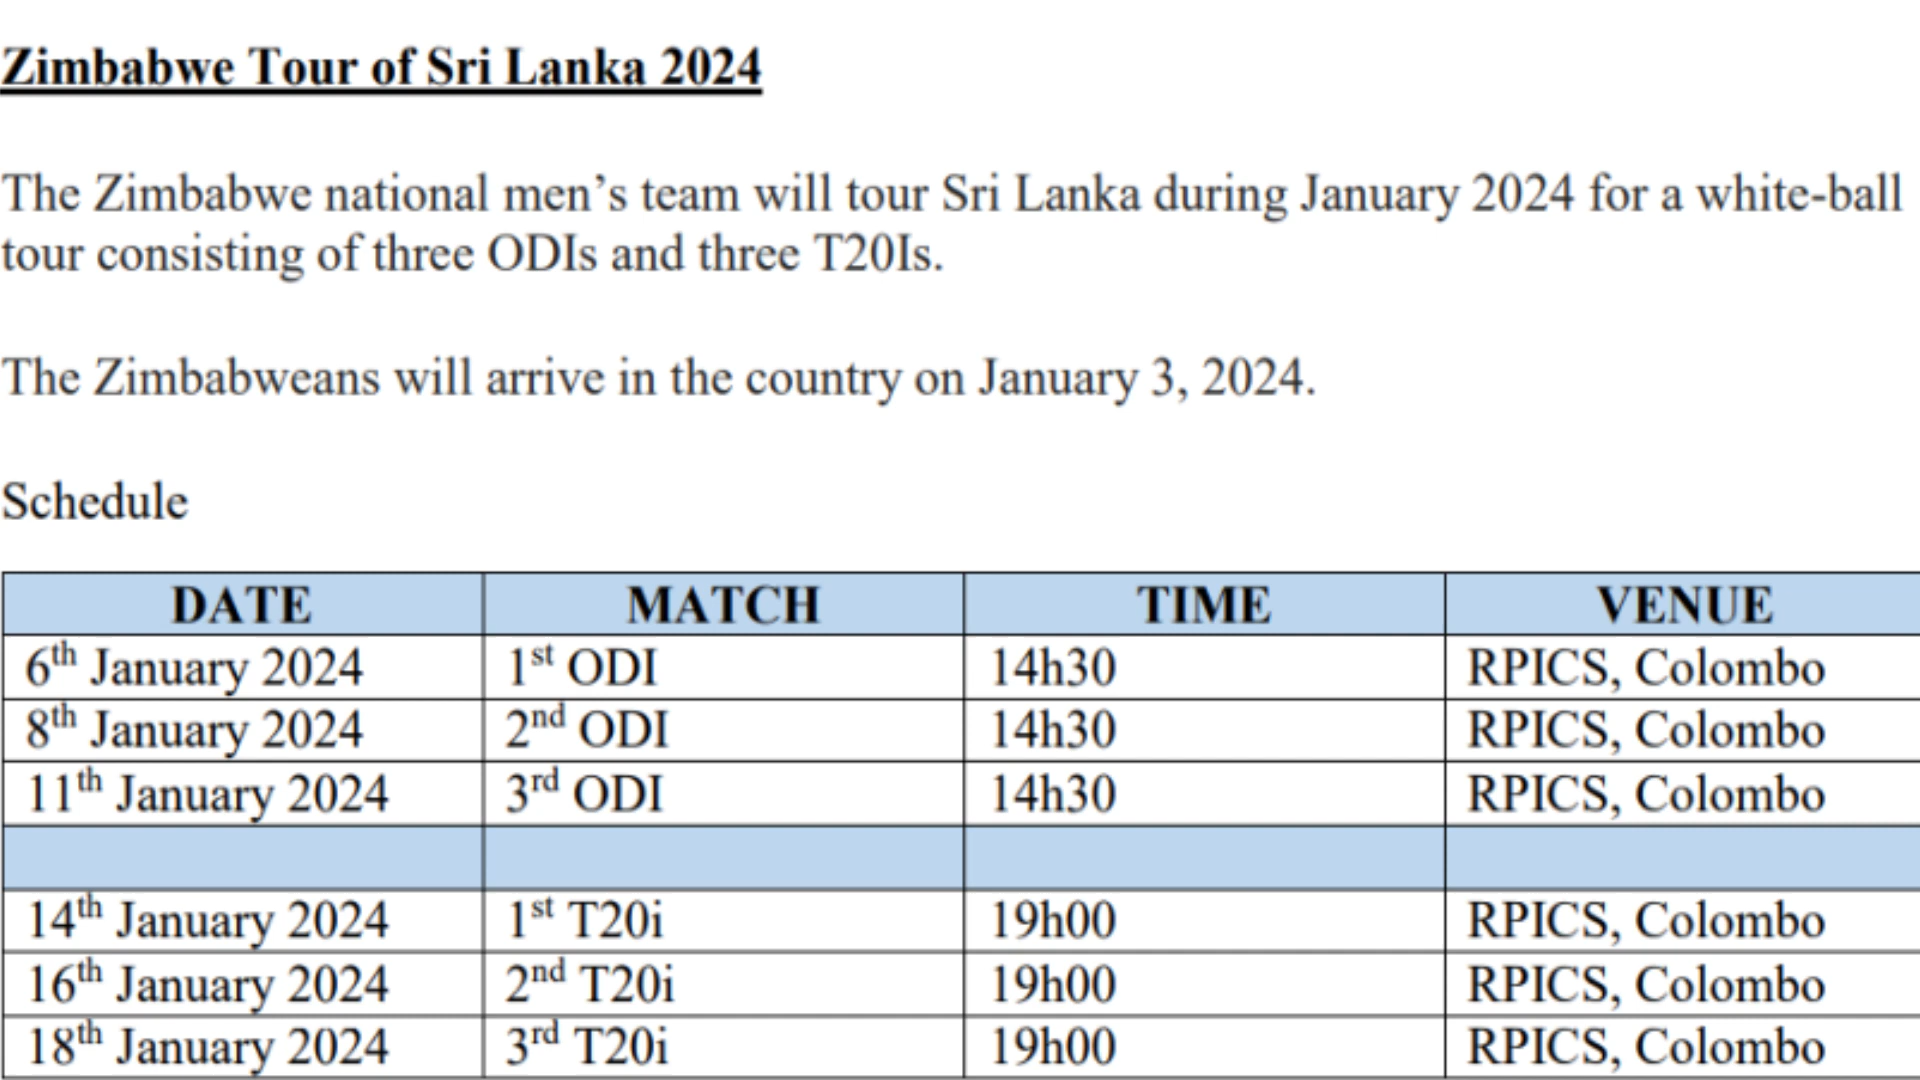 Zimbabwe Tour of Sri Lanka 2024
The Zimbabwe national men’s team will tour Sri Lanka during January 2024 for a white-ball
tour consisting of three ODIs and three T20Is.
The Zimbabweans will arrive in the country on January 3, 2024.
Schedule
DATE MATCH TIME VENUE
6th January 2024 1st ODI 14h30 RPICS, Colombo
8th January 2024 2nd ODI 14h30 RPICS, Colombo
11th January 2024 3rd ODI 14h30 RPICS, Colombo
14th January 2024 1st T20i 19h00 RPICS, Colombo
16th January 2024 2nd T20i 19h00 RPICS, Colombo
18th January 2024 3rd T20i 19h00 RPICS, Colombo